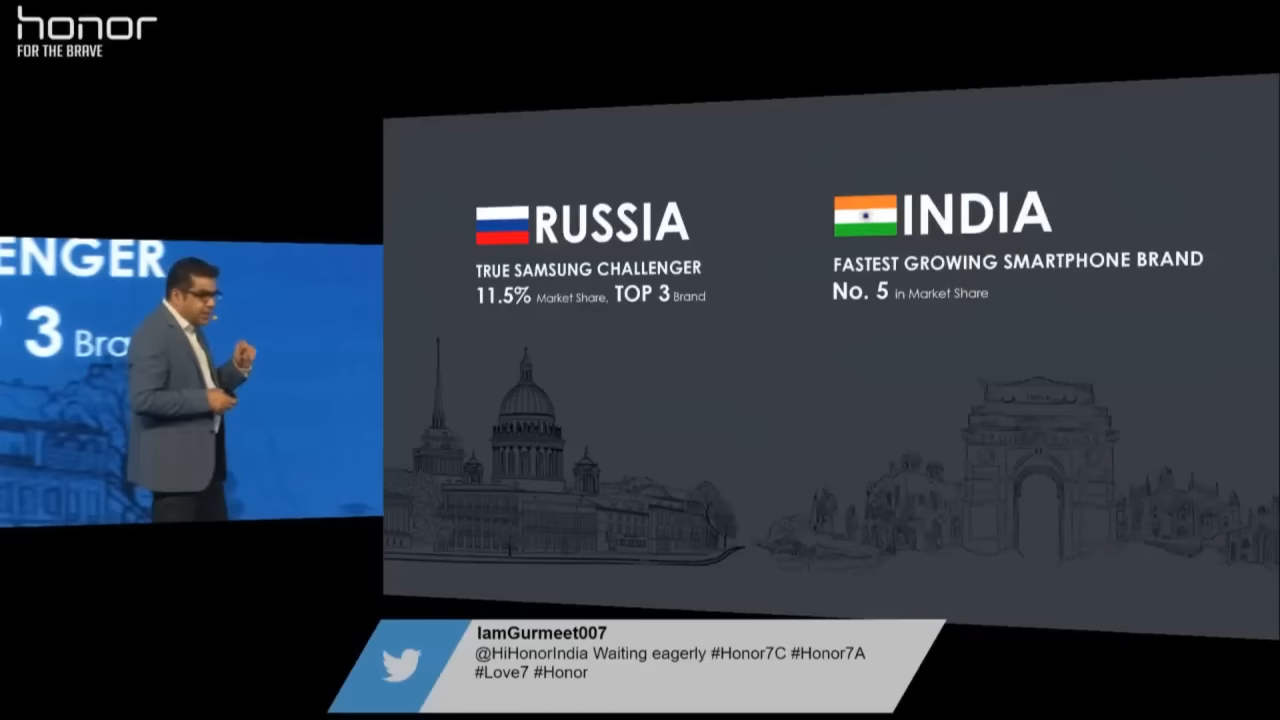 honor
FOR THE BRAVE
ENGER
3 Bra
RUSSIA
TRUE SAMSUNG CHALLENGER
11.5% Market Share, TOP 3 Brand
INDIA
FASTEST GROWING SMARTPHONE BRAND
No. 5 in Market Share
IamGurmeet007
@HiHonorIndia Waiting eagerly #Honor7C #Honor7A
#Love7 #Honor